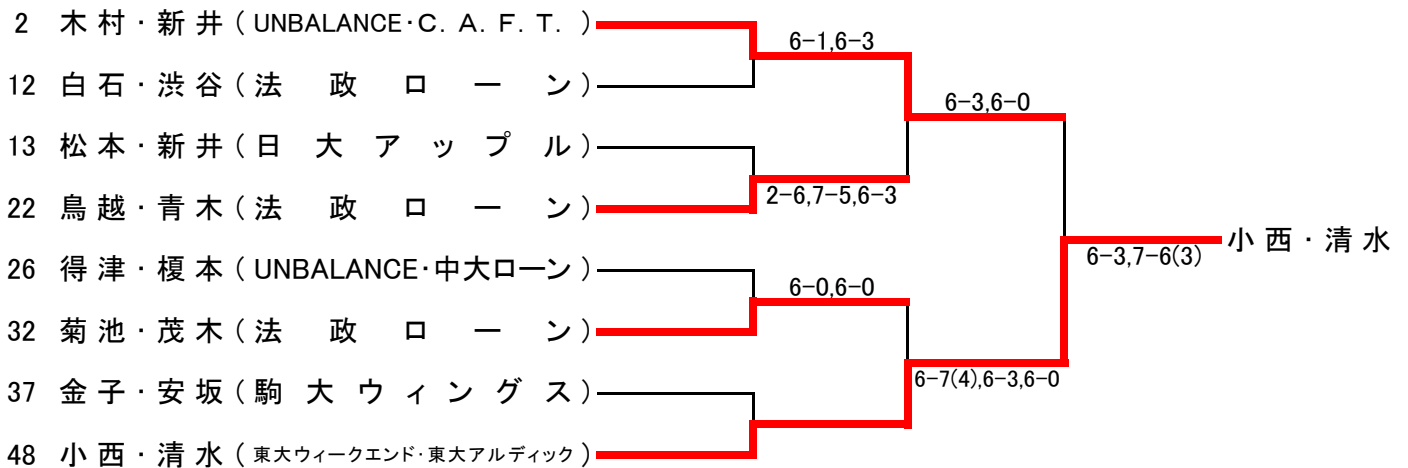 2 木村・新井(UNBALANCE・C.A.F.T.)
6-1,6-3
12 白石・渋谷(法政ローン)
6-3,6-0
13 松本・新井(日大アップル)
2-6,7-5,6-3
22 鳥越・青木(法政ローン)
小西・清水
6-3,7-6(3)
26 得津・榎本(UNBALANCE・中大ローン)
6-0,6-0
32 菊池・茂木(法政ローン)
6-7(4),6-3,6-0
37 金子・安坂(駒大ウィングス)
48 小西・清水(東大ウィークエンド・東大アルディック)